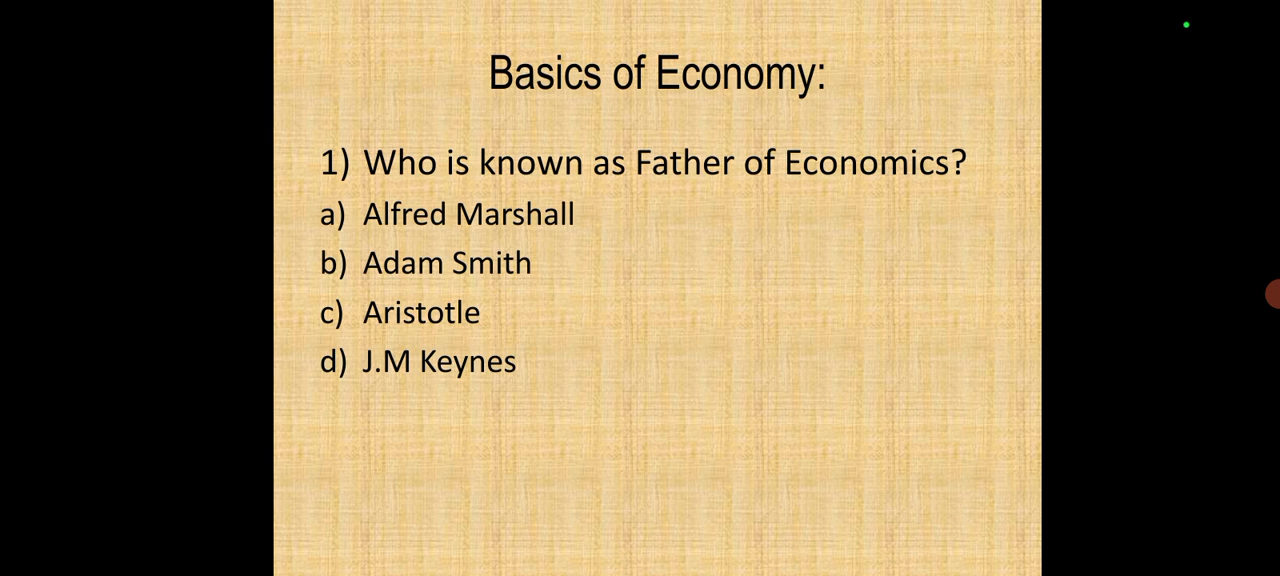 Basics of Economy:
1) Who is known as Father of Economics?
a) Alfred Marshall
b) Adam Smith
c) Aristotle
d) J.M Keynes